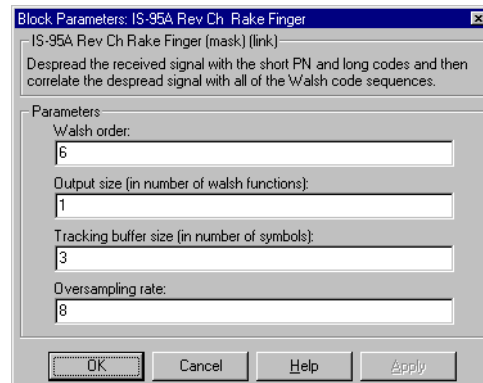 Block Parameters: IS-95A Rev Ch Rake Finger
IS-95A Rev Ch Rake Finger (mask) (link)
Despread the received signal with the short PN and long codes and then
correlate the despread signal with all of the Walsh code sequences.
Parameters
Walsh order:
6
Output size (in number of walsh functions):
1
Tracking buffer size (in number of symbols):
3
Oversampling rate:
8
OK Cancel Help Apply